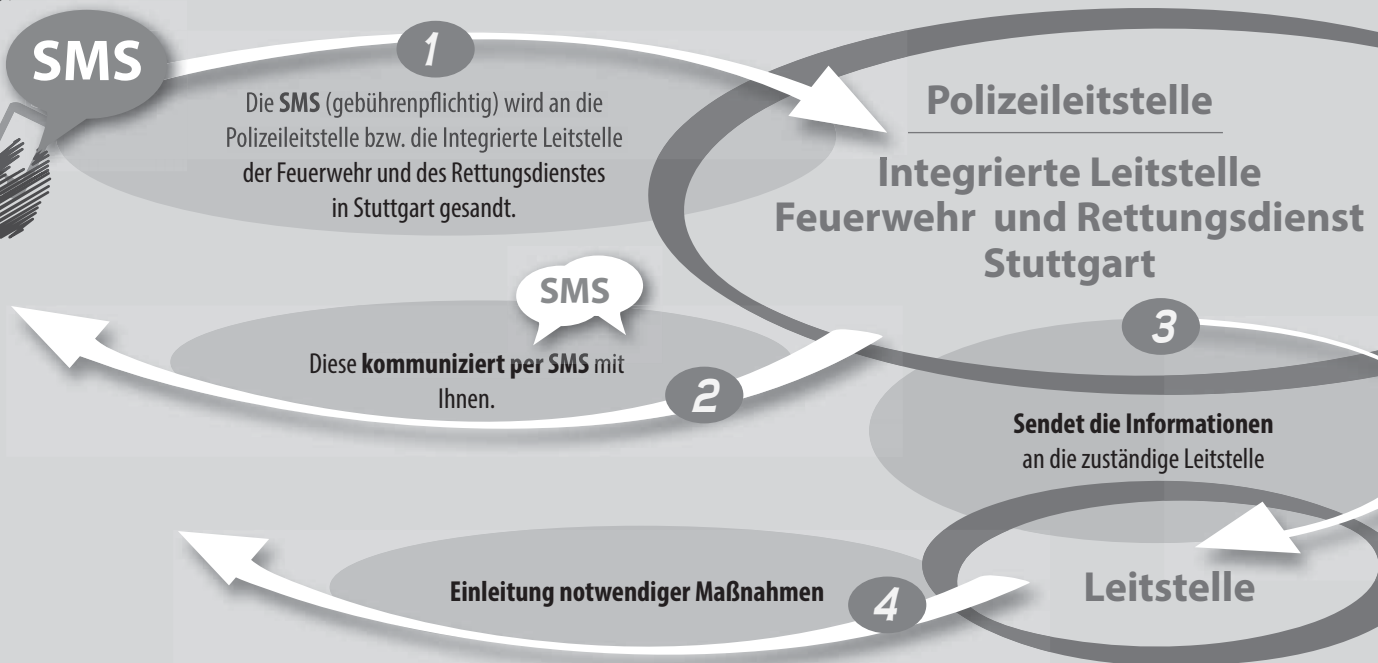 SMS
1
Die SMS (gebührenpflichtig) wird an die
Polizeileitstelle bzw. die Integrierte Leitstelle
der Feuerwehr und des Rettungsdienstes
in Stuttgart gesandt.
Polizeileitstelle
Integrierte Leitstelle
Feuerwehr und Rettungsdienst
Stuttgart
SMS
Diese kommuniziert per SMS mit
Ihnen.
2
3
Sendet die Informationen
an die zuständige Leitstelle
Einleitung notwendiger Maßnahmen
4
Leitstelle